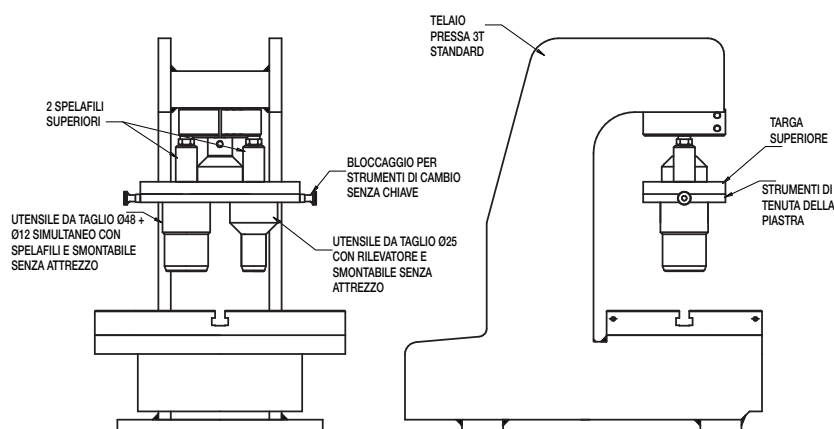 TELAIO
PRESSA 3T
STANDARD
2 SPELAFILI
SUPERIORI
BLOCCAGGIO PER
STRUMENTI DI CAMBIO
SENZA CHIAVE
TARGA
SUPERIORE
STRUMENTI DI
TENUTA DELLA
PIASTRA
UTENSILE DA TAGLIO Ø48 +
Ø12 SIMULTANEO CON
SPELAFILI E SMONTABILE
SENZA ATTREZZO
UTENSILE DA TAGLIO Ø25
CON RILEVATORE E
SMONTABILE SENZA
ATTREZZO